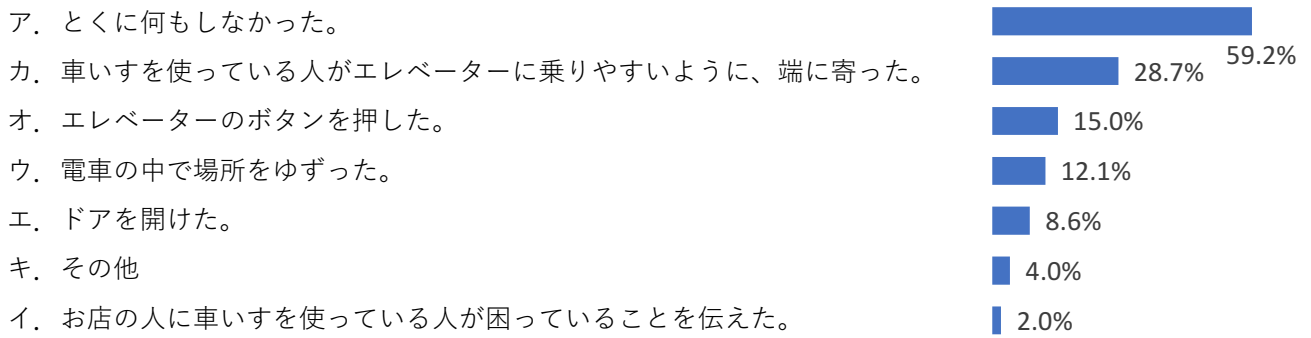 ア．とくに何もしなかった。 59.2%
カ．車いすを使っている人がエレベーターに乗りやすいように、端に寄った。 28.7%
オ．エレベーターのボタンを押した。 15.0%
ウ．電車の中で場所をゆずった。 12.1%
エ．ドアを開けた。 8.6%
キ．その他 4.0%
イ．お店の人に車いすを使っている人が困っていることを伝えた。 2.0%